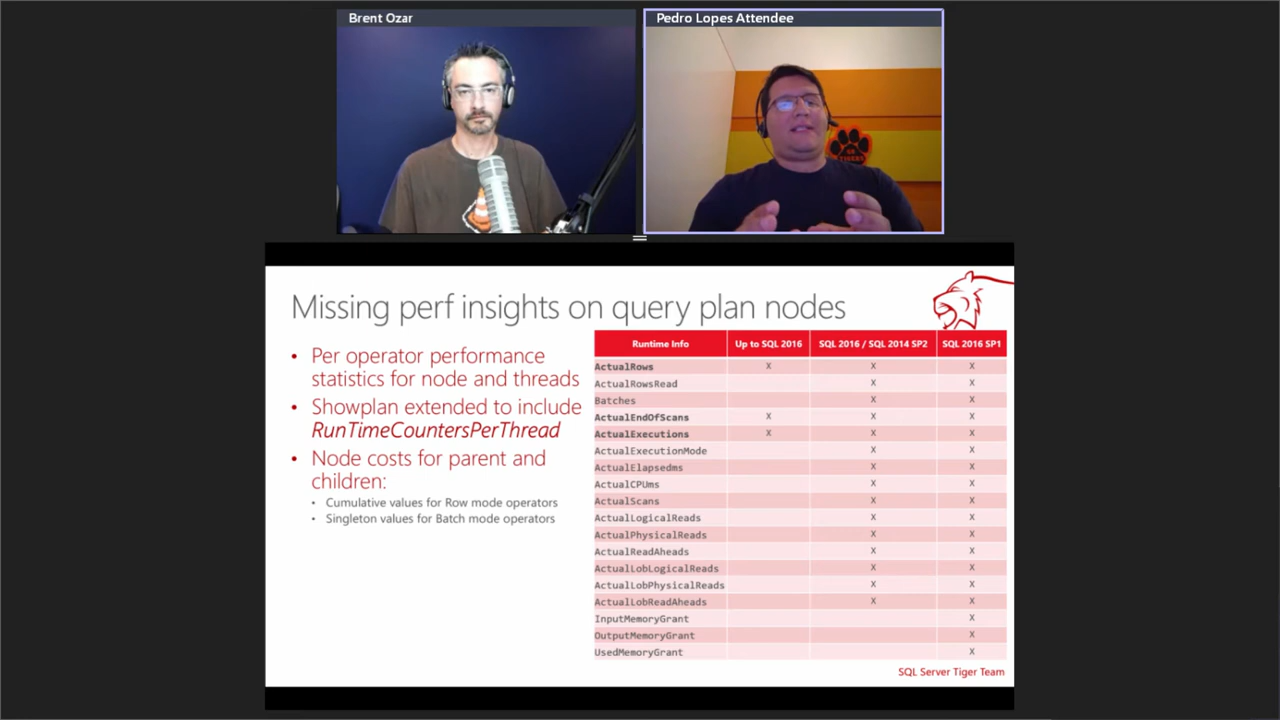 Brent Ozar
Pedro Lopes Attendee
TIGERS
Missing perf insights on query plan nodes
• Per operator performance
statistics for node and threads
• Showplan extended to include
RunTimeCountersPerThread
• Node costs for parent and
children:
• Cumulative values for Row mode operators
• Singleton values for Batch mode operators
Runtime Info Up to SQL 2016 SQL 2016 / SQL 2014 SP2 SQL 2016 SP1
ActualRows X X X
ActualRowsRead X X
Batches X X
ActualEndOfScans X X X
ActualExecutions X X X
ActualExecutionMode X X
ActualElapsedms X X
ActualCPUms X X
ActualScans X X
ActualLogicalReads X X
ActualPhysicalReads X X
ActualReadAheads X X
ActualLobLogicalReads X X
ActualLobPhysicalReads X X
ActualLobReadAheads X X
InputMemoryGrant X
OutputMemoryGrant X
UsedMemoryGrant X
SQL Server Tiger Team